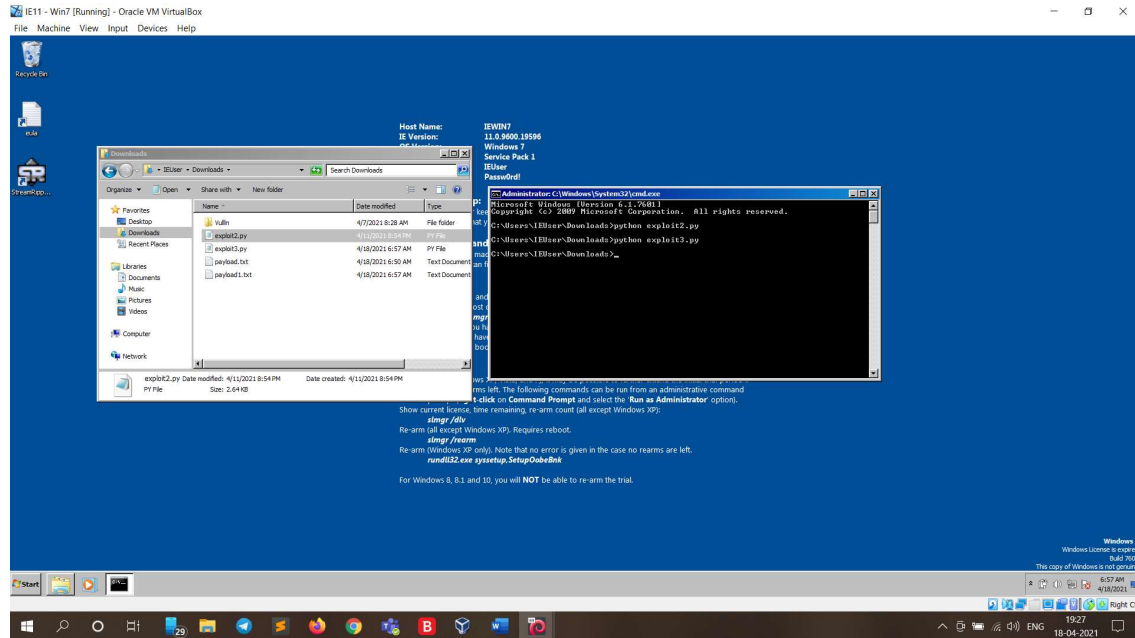 IE11 - Win7 [Running] - Oracle VM VirtualBox
File Machine View Input Devices Help
Recycle Bin
eula
StreamRipp...
Host Name: IEWIN7
IE Version: 11.0.9600.19596
Windows 7
Service Pack 1
IEUser
Passw0rd!
Downloads
IEUser Downloads
Search Downloads
Organize Open Share with New folder
Name Date modified Type
Favorites
Desktop
Downloads
Recent Places
Libraries
Documents
Music
Pictures
Videos
Computer
Network
Vulln 4/7/2021 8:28 AM File folder
exploit2.py 4/11/2021 8:54 PM PY File
exploit3.py 4/18/2021 6:57 AM PY File
payload.txt 4/18/2021 6:50 AM Text Document
payload1.txt 4/18/2021 6:57 AM Text Document
exploit2.py Date modified: 4/11/2021 8:54 PM Date created: 4/11/2021 8:54 PM
PY File Size: 2.64 KB
Administrator: C:\Windows\System32\cmd.exe
Microsoft Windows [Version 6.1.7601]
Copyright (c) 2009 Microsoft Corporation. All rights reserved.
C:\Users\IEUser\Downloads>python exploit2.py
C:\Users\IEUser\Downloads>python exploit3.py
C:\Users\IEUser\Downloads>_
rms left. The following commands can be run from an administrative command
t-click on Command Prompt and select the 'Run as Administrator' option).
Show current license, time remaining, re-arm count (all except Windows XP):
slmgr /dlv
Re-arm (all except Windows XP). Requires reboot.
slmgr /rearm
Re-arm (Windows XP only). Note that no error is given in the case no rearms are left.
rundll32.exe syssetup,SetupOobeBnk
For Windows 8, 8.1 and 10, you will NOT be able to re-arm the trial.
Windows
Windows License is expire
Build 760
This copy of Windows is not genuin
Start
6:57 AM
4/18/2021
Right C
29
ENG
19:27
18-04-2021